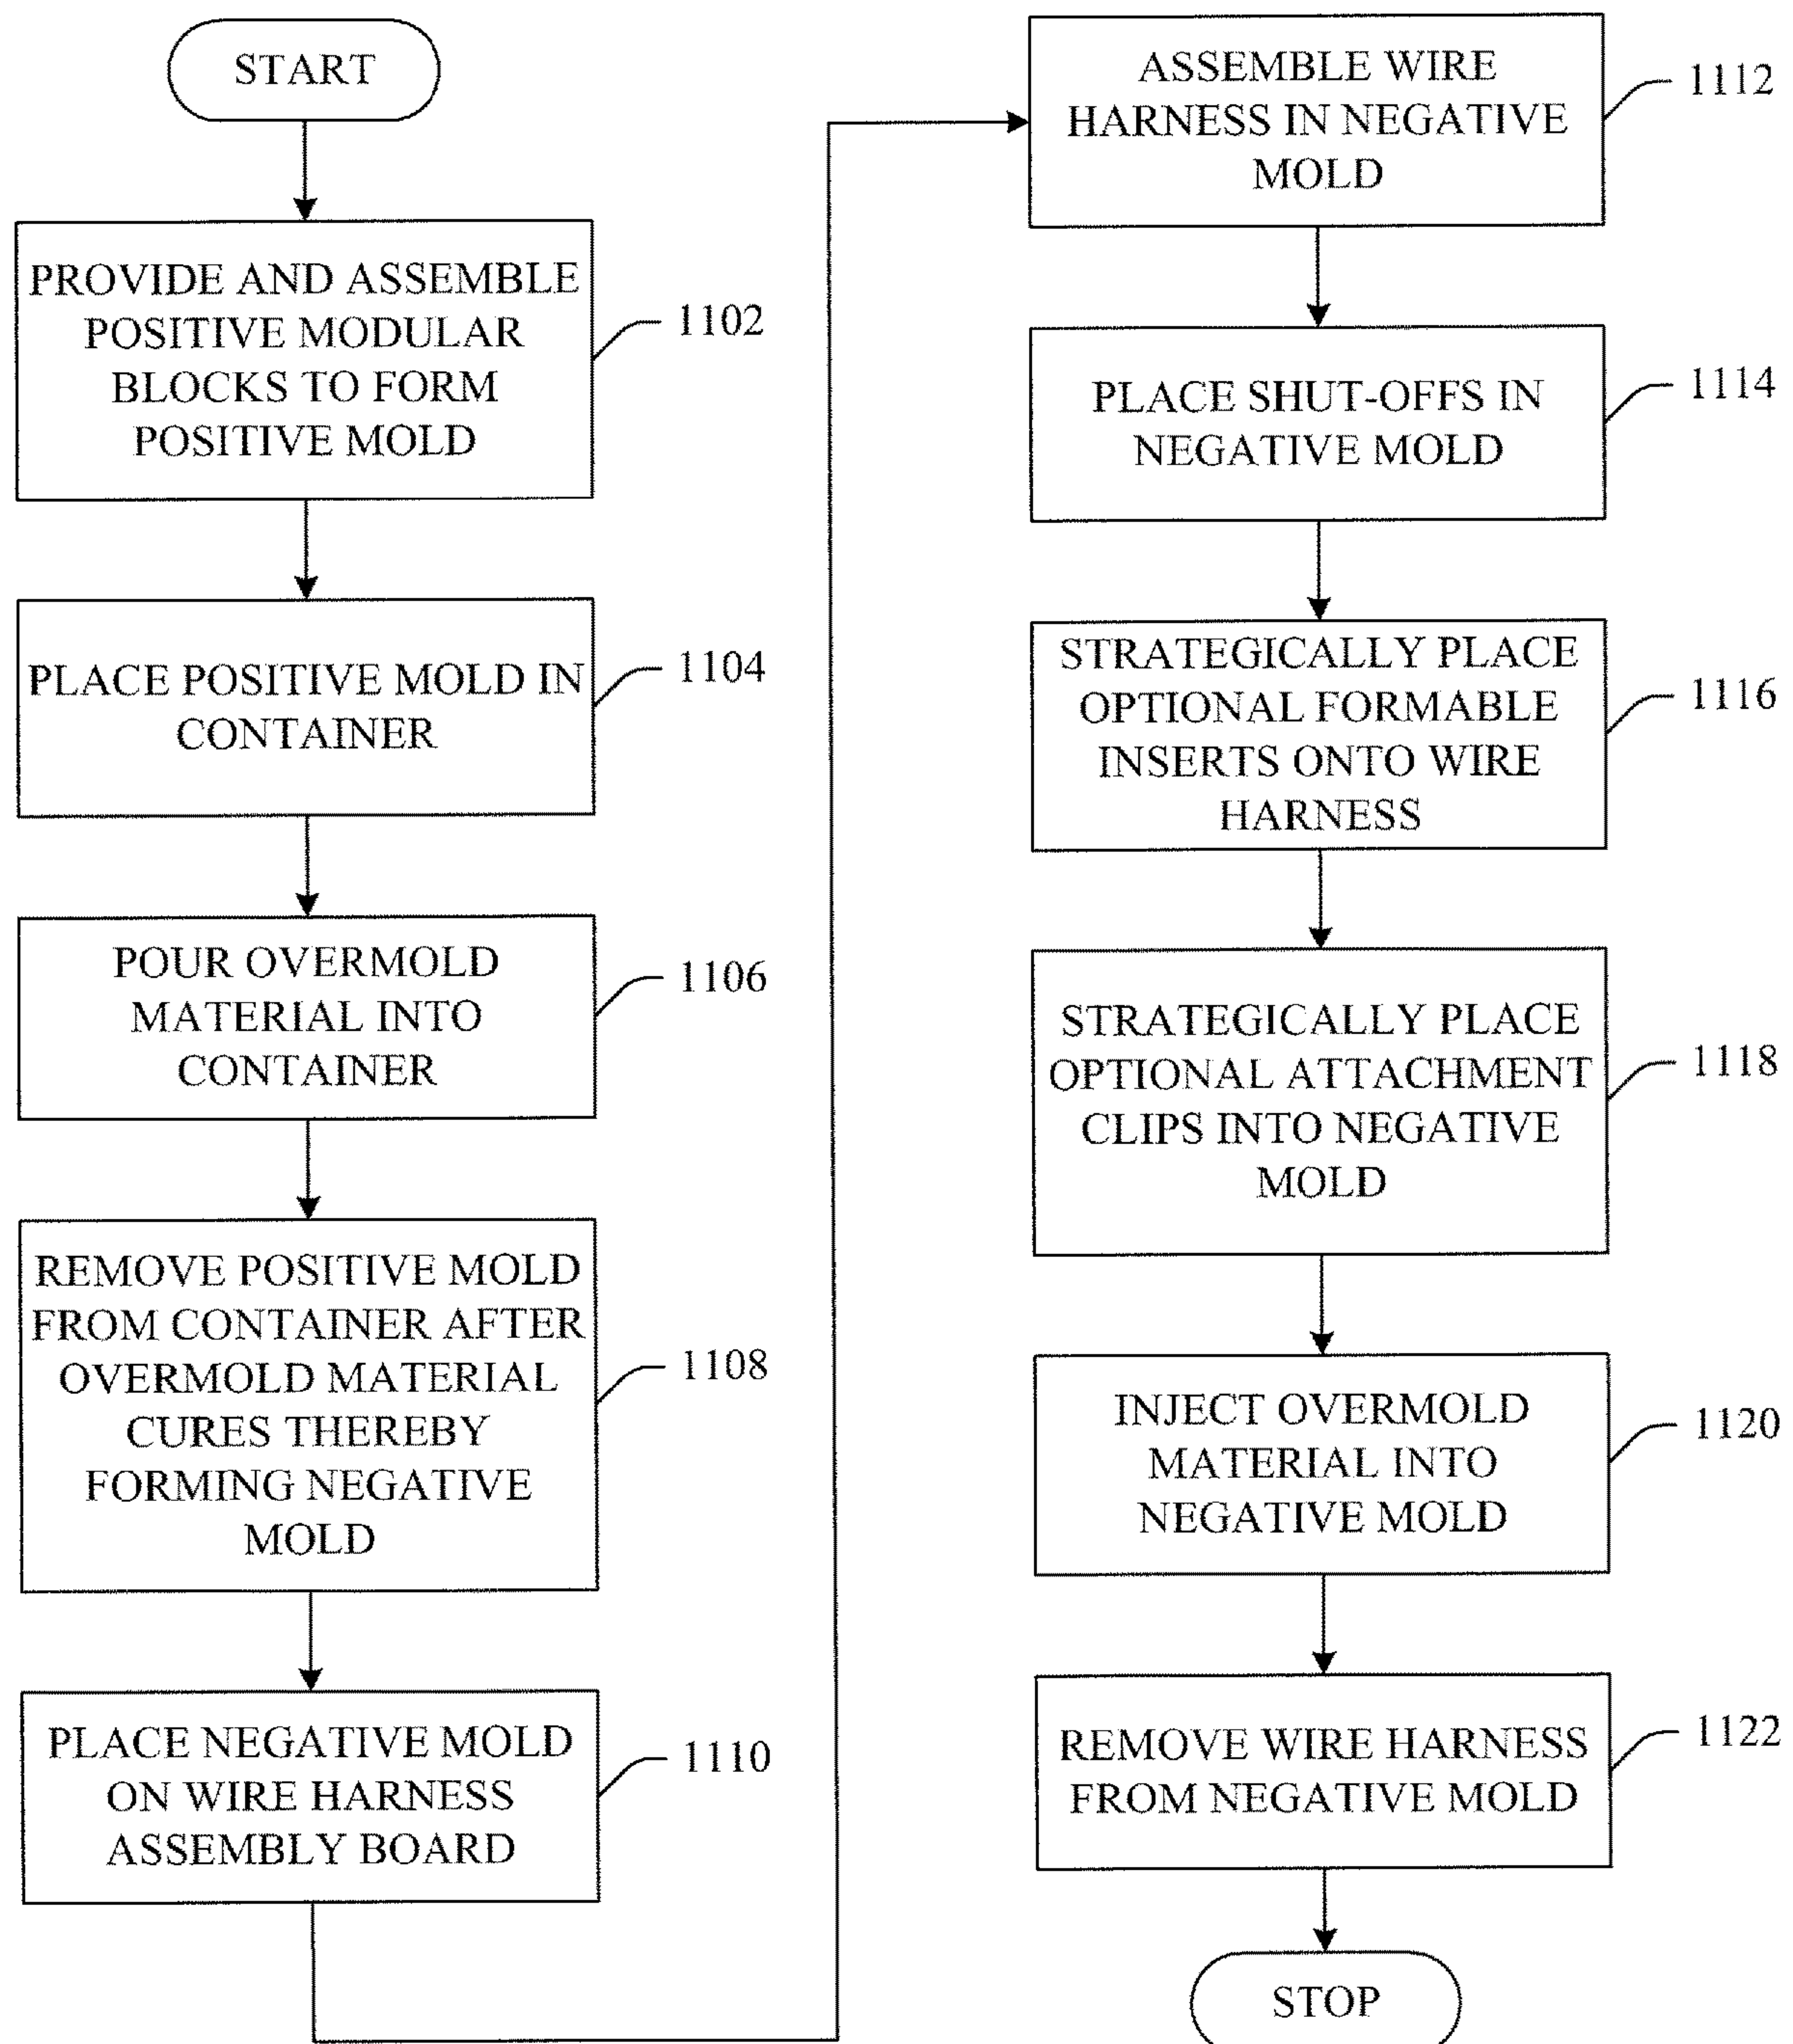 START
PROVIDE AND ASSEMBLE
POSITIVE MODULAR
BLOCKS TO FORM
POSITIVE MOLD
1102
PLACE POSITIVE MOLD IN
CONTAINER
1104
POUR OVERMOLD
MATERIAL INTO
CONTAINER
1106
REMOVE POSITIVE MOLD
FROM CONTAINER AFTER
OVERMOLD MATERIAL
CURES THEREBY
FORMING NEGATIVE
MOLD
1108
PLACE NEGATIVE MOLD
ON WIRE HARNESS
ASSEMBLY BOARD
1110
ASSEMBLE WIRE
HARNESS IN NEGATIVE
MOLD
1112
PLACE SHUT-OFFS IN
NEGATIVE MOLD
1114
STRATEGICALLY PLACE
OPTIONAL FORMABLE
INSERTS ONTO WIRE
HARNESS
1116
STRATEGICALLY PLACE
OPTIONAL ATTACHMENT
CLIPS INTO NEGATIVE
MOLD
1118
INJECT OVERMOLD
MATERIAL INTO
NEGATIVE MOLD
1120
REMOVE WIRE HARNESS
FROM NEGATIVE MOLD
1122
STOP